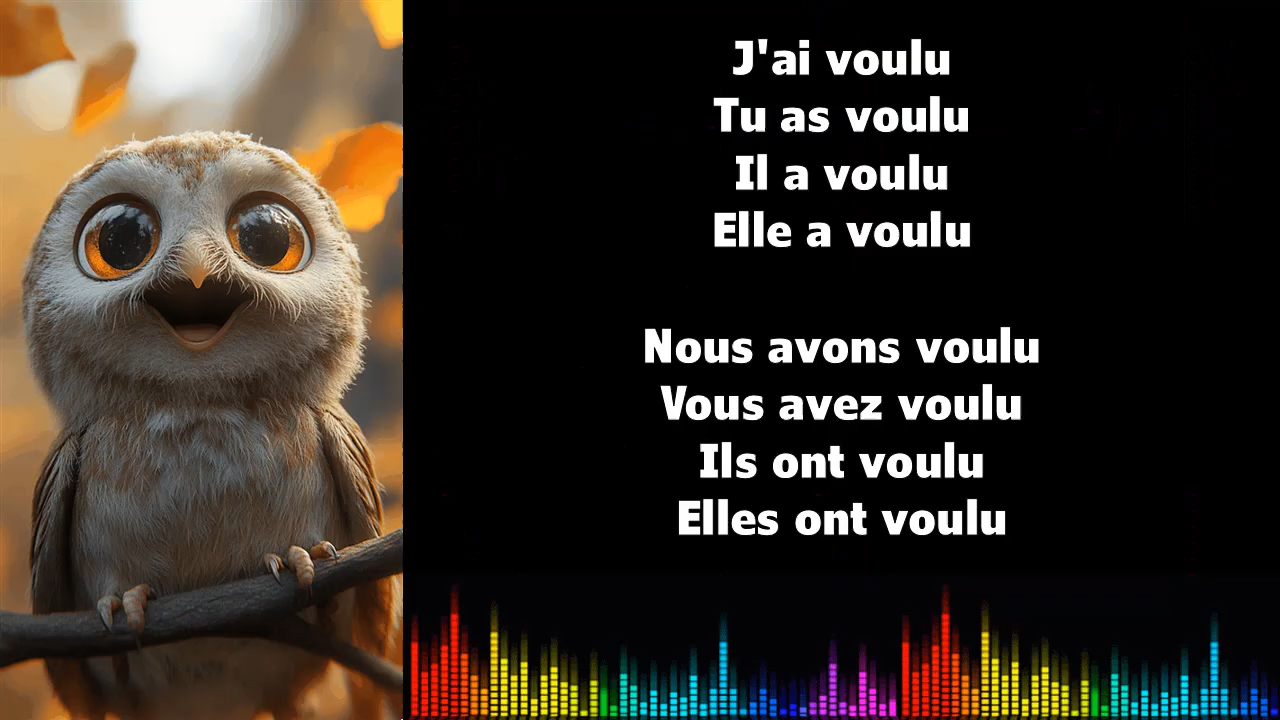 J'ai voulu
Tu as voulu
Il a voulu
Elle a voulu
Nous avons voulu
Vous avez voulu
Ils ont voulu
Elles ont voulu